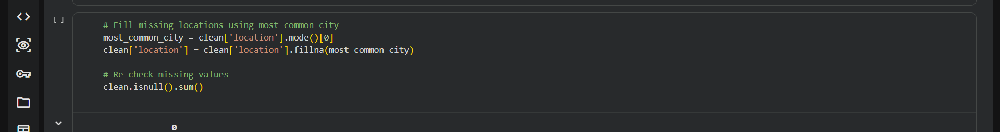 [ ]
# Fill missing locations using most common city
most_common_city = clean['location'].mode()[0]
clean['location'] = clean['location'].fillna(most_common_city)
# Re-check missing values
clean.isnull().sum()
0